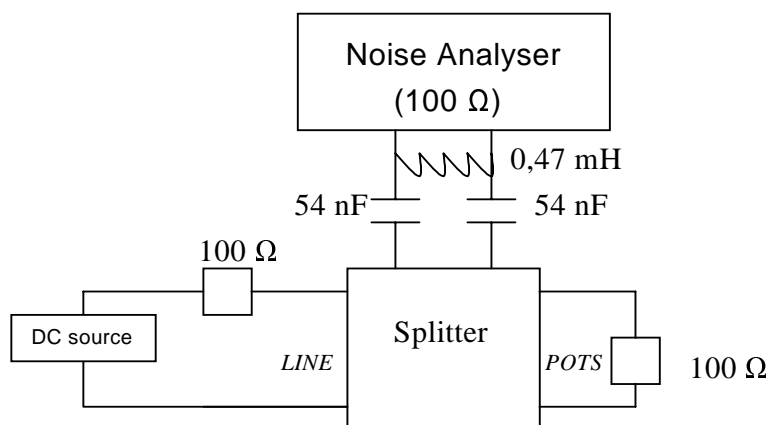 Noise Analyser
(100 Ω)
0,47 mH
54 nF
54 nF
100 Ω
DC source
Splitter
LINE
POTS
100 Ω